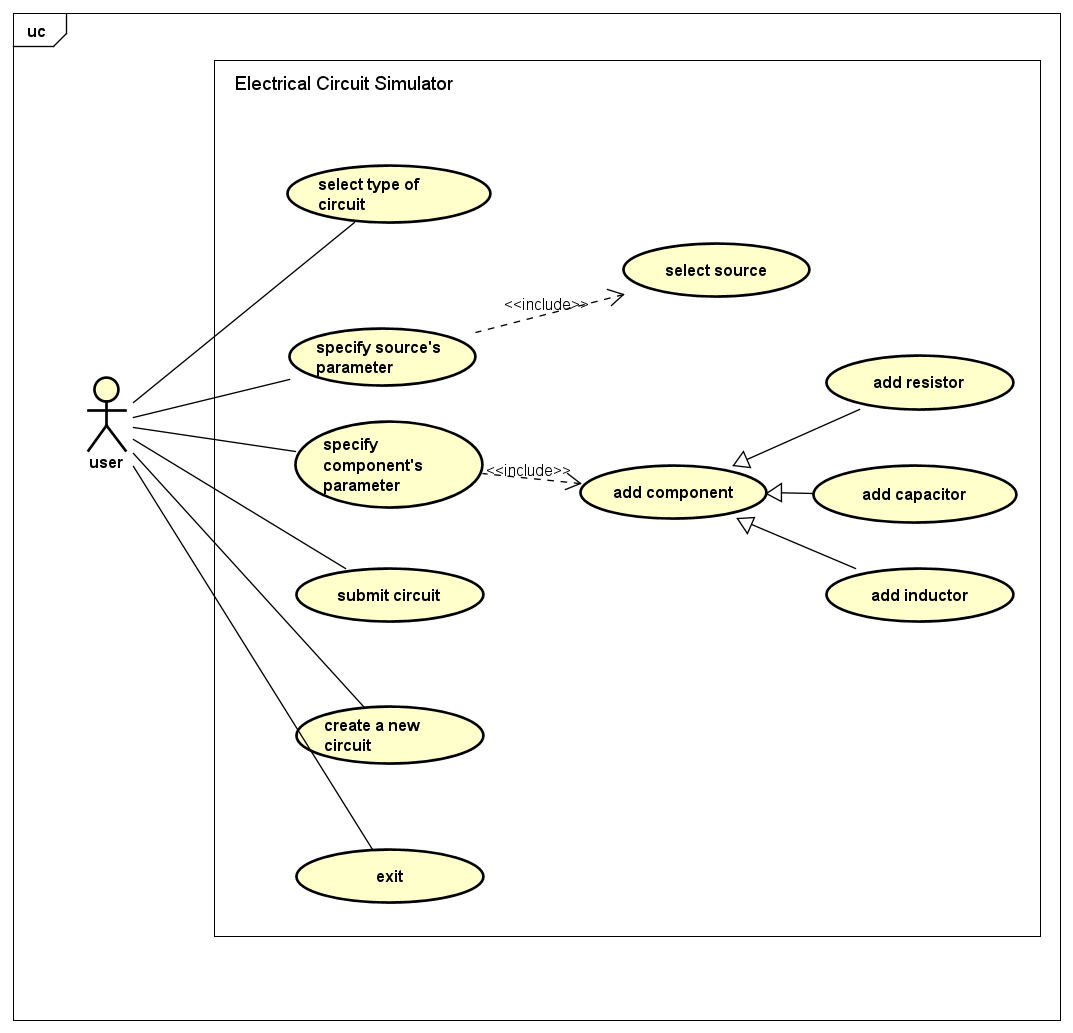 uc
Electrical Circuit Simulator
select type of
circuit
select source
<<include>>
specify source's
parameter
add resistor
user
specify
component's
parameter
<<include>>
add component
add capacitor
submit circuit
add inductor
create a new
circuit
exit